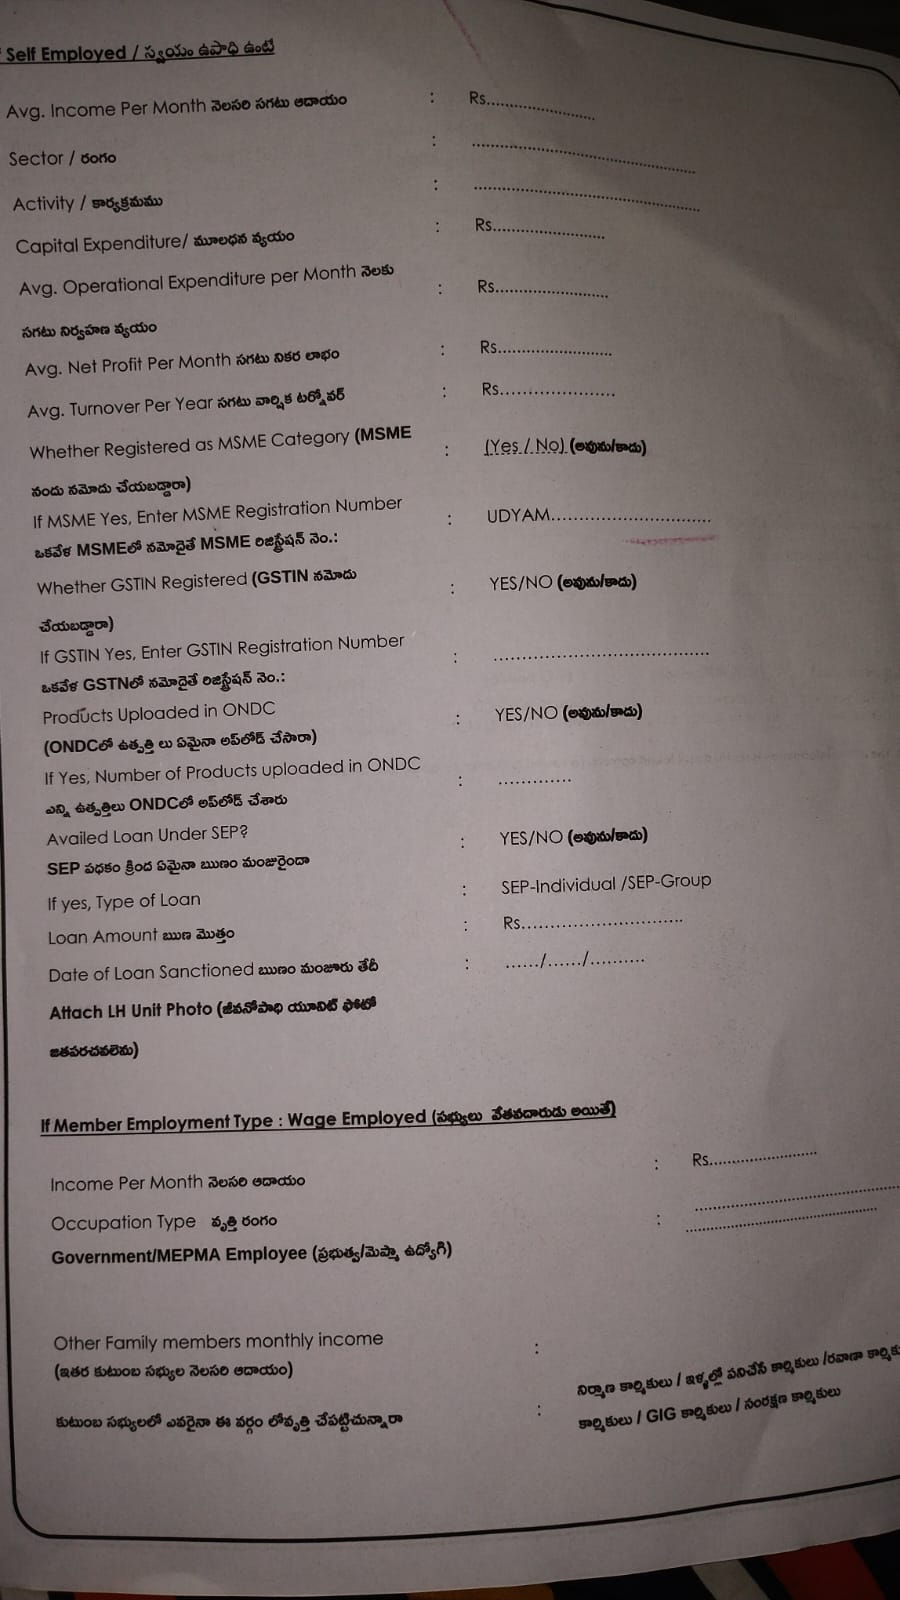 Self Employed / స్వయం ఉపాధి ఉంటే
Avg. Income Per Month నెలసరి సగటు ఆదాయం : Rs..............................
Sector / రంగం : ............................................................
Activity / కార్యక్రమము : ............................................................
Capital Expenditure/ మూలధన వ్యయం : Rs..............................
Avg. Operational Expenditure per Month నెలకు : Rs..............................
సగటు నిర్వహణ వ్యయం
Avg. Net Profit Per Month సగటు నికర లాభం : Rs..............................
Avg. Turnover Per Year సగటు వార్షిక టర్నోవర్ : Rs..............................
Whether Registered as MSME Category (MSME : (Yes / No) (అవును/కాదు)
నందు నమోదు చేయబడ్డారా)
If MSME Yes, Enter MSME Registration Number : UDYAM..............................
ఒకవేళ MSMEలో నమోదైతే MSME రిజిస్ట్రేషన్ నెం.:
Whether GSTIN Registered (GSTIN నమోదు : YES/NO (అవును/కాదు)
చేయబడ్డారా)
If GSTIN Yes, Enter GSTIN Registration Number : ........................................
ఒకవేళ GSTNలో నమోదైతే రిజిస్ట్రేషన్ నెం.:
Products Uploaded in ONDC : YES/NO (అవును/కాదు)
(ONDCలో ఉత్పత్తి లు ఏమైనా అప్‌లోడ్ చేసారా)
If Yes, Number of Products uploaded in ONDC : .............
ఎన్ని ఉత్పత్తిలు ONDCలో అప్‌లోడ్ చేశారు
Availed Loan Under SEP? : YES/NO (అవును/కాదు)
SEP పధకం క్రింద ఏమైనా ఋణం మంజురైందా
If yes, Type of Loan : SEP-Individual /SEP-Group
Loan Amount ఋణ మొత్తం : Rs..............................
Date of Loan Sanctioned ఋణం మంజూరు తేదీ : ....../....../..........
Attach LH Unit Photo (జీవనోపాధి యూనిట్ ఫోటో
జతపరచవలెను)
If Member Employment Type : Wage Employed (సభ్యులు వేతనదారుడు అయితే)
Income Per Month నెలసరి ఆదాయం : Rs..............................
Occupation Type వృత్తి రంగం : ........................................
Government/MEPMA Employee (ప్రభుత్వ/మెప్మా ఉద్యోగి)
Other Family members monthly income :
(ఇతర కుటుంబ సభ్యుల నెలసరి ఆదాయం)
కుటుంబ సభ్యులలో ఎవరైనా ఈ వర్గం లోవృత్తి చేపట్టిచున్నారా : నిర్మాణ కార్మికులు / ఇళ్ళల్లో పనిచేసే కార్మికులు /రవాణా
కార్మికులు / GIG కార్మికులు / సంరక్షణ కార్మికులు